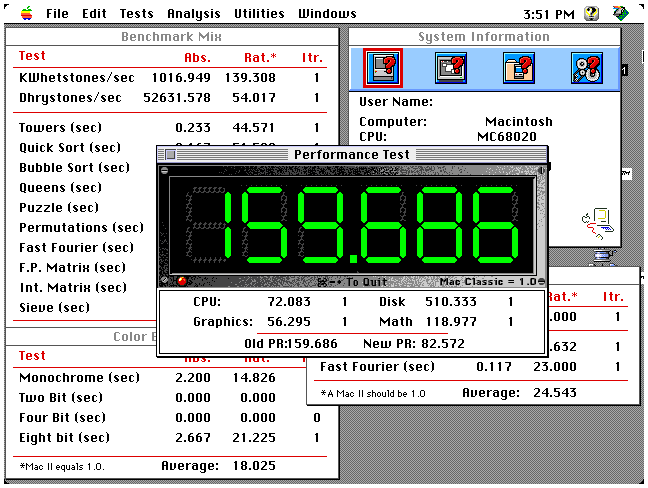 File Edit Tests Analysis Utilities Windows 3:51 PM
Benchmark Mix
Test Abs. Rat.* Itr.
KWhetstones/sec 1016.949 139.308 1
Dhrystones/sec 52631.578 54.017 1
Towers (sec) 0.233 44.571 1
Quick Sort (sec)
Bubble Sort (sec)
Queens (sec)
Puzzle (sec)
Permutations (sec)
Fast Fourier (sec)
F.P. Matrix (sec)
Int. Matrix (sec)
Sieve (sec)
System Information
User Name:
Computer: Macintosh
CPU: MC68020
Performance Test
159.686
⌘-• To Quit Mac Classic = 1.0
CPU: 72.083 1 Disk 510.333 1
Graphics: 56.295 1 Math 118.977 1
Old PR:159.686 New PR: 82.572
Color
Test Abs. Rat.* Itr.
Monochrome (sec) 2.200 14.826
Two Bit (sec) 0.000 0.000
Four Bit (sec) 0.000 0.000 0
Eight bit (sec) 2.667 21.225 1
*Mac II equals 1.0. Average: 18.025
Rat.* Itr.
.000 1
.632 1
Fast Fourier (sec) 0.117 23.000 1
*A Mac II should be 1.0 Average: 24.543